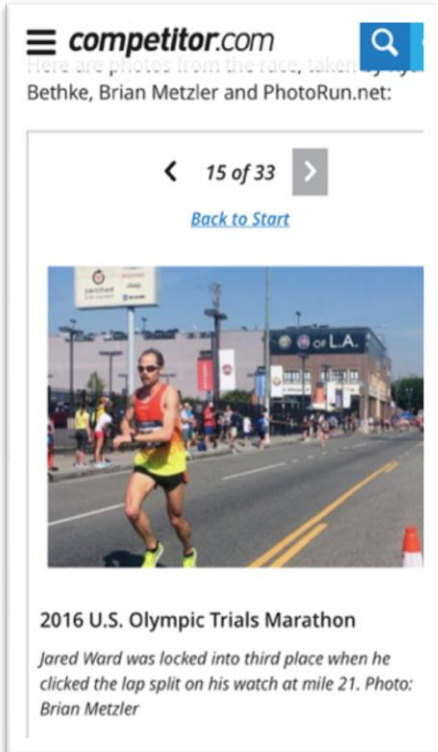 competitor.com
Here are photos from the race, taken by
Bethke, Brian Metzler and PhotoRun.net:
15 of 33
Back to Start
OF L.A.
2016 U.S. Olympic Trials Marathon
Jared Ward was locked into third place when he
clicked the lap split on his watch at mile 21. Photo:
Brian Metzler